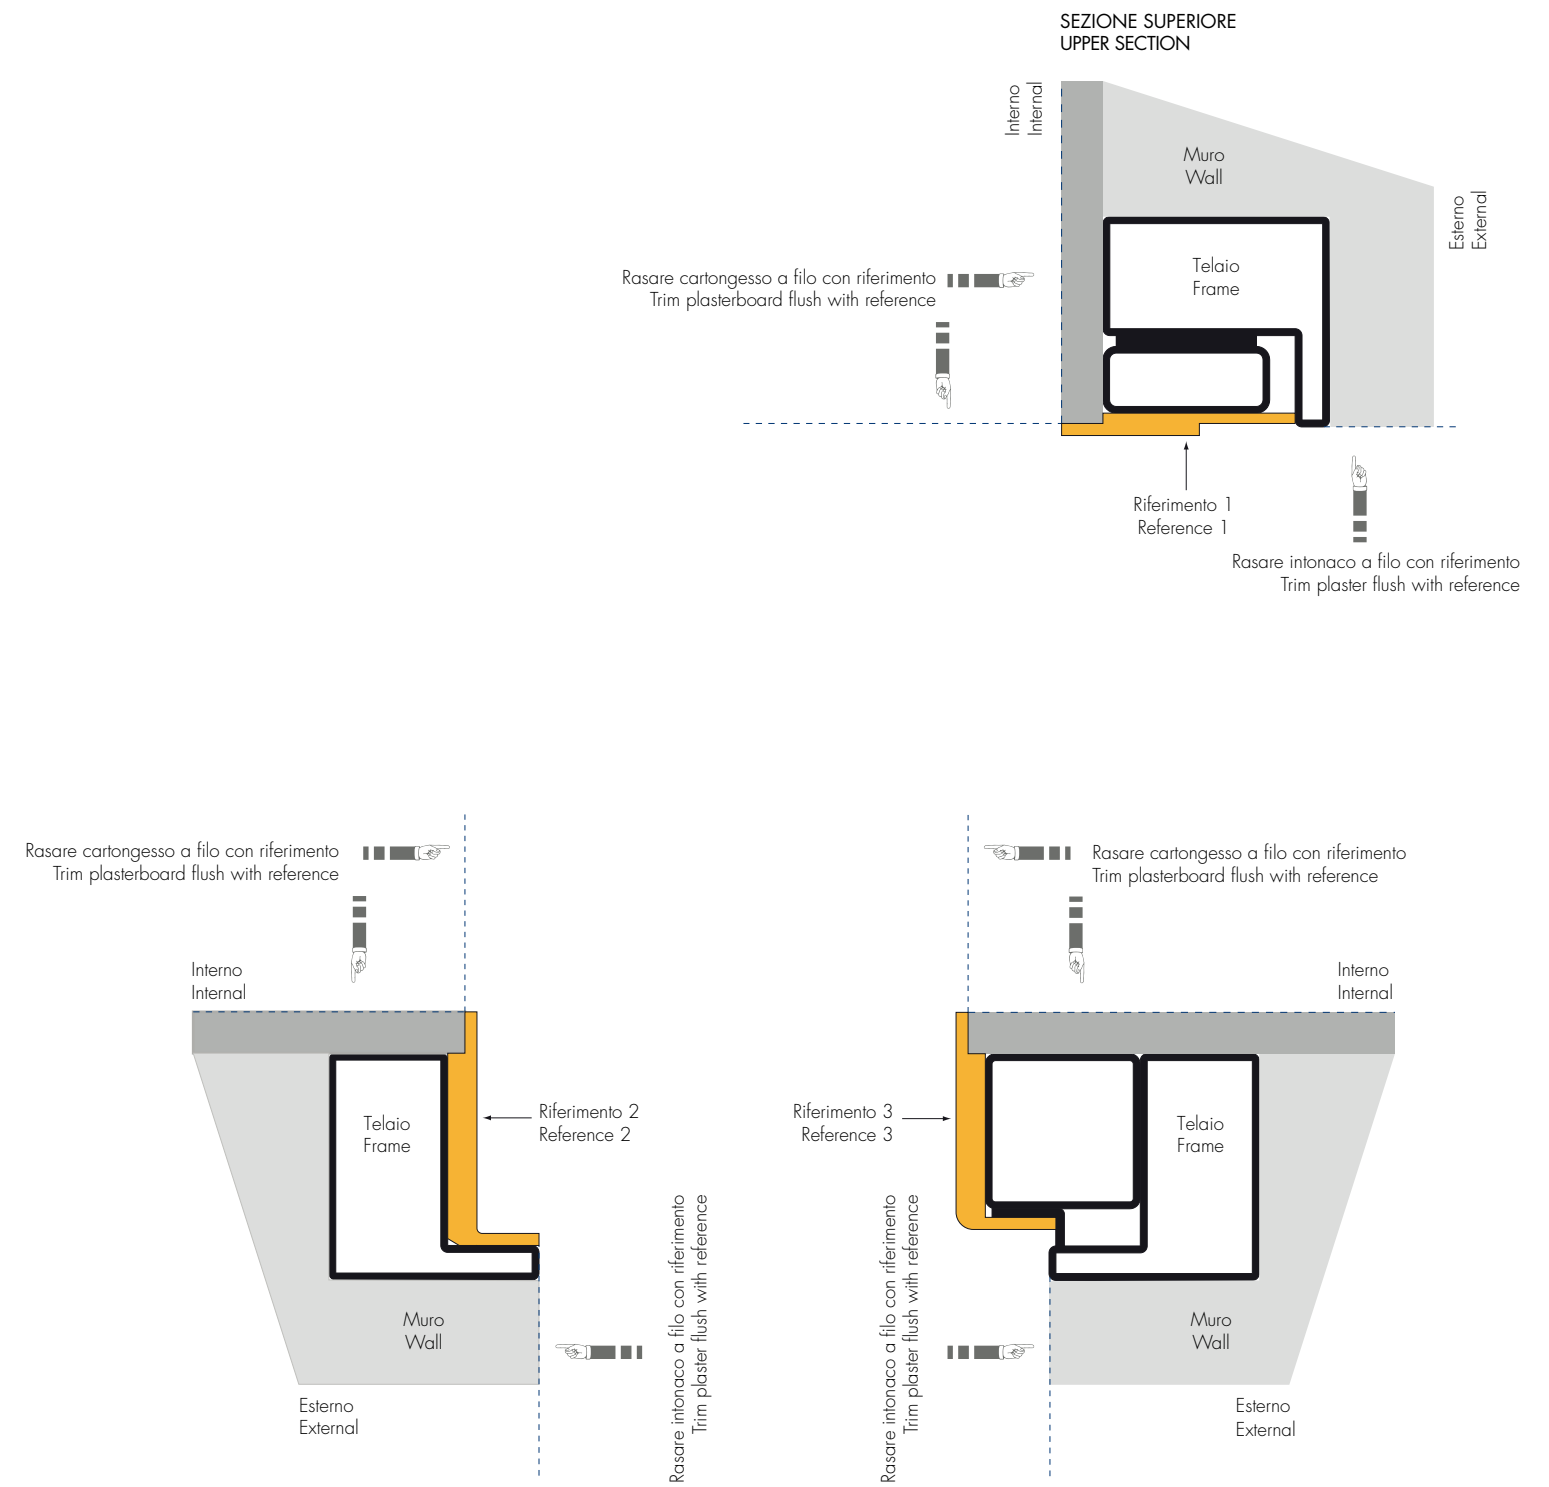 SEZIONE SUPERIORE
UPPER SECTION
Interno
Internal
Muro
Wall
Esterno
External
Telaio
Frame
Rasare cartongesso a filo con riferimento
Trim plasterboard flush with reference
Riferimento 1
Reference 1
Rasare intonaco a filo con riferimento
Trim plaster flush with reference
Rasare cartongesso a filo con riferimento
Trim plasterboard flush with reference
Interno
Internal
Telaio
Frame
Riferimento 2
Reference 2
Rasare intonaco a filo con riferimento
Trim plaster flush with reference
Muro
Wall
Esterno
External
Rasare cartongesso a filo con riferimento
Trim plasterboard flush with reference
Interno
Internal
Riferimento 3
Reference 3
Telaio
Frame
Rasare intonaco a filo con riferimento
Trim plaster flush with reference
Muro
Wall
Esterno
External